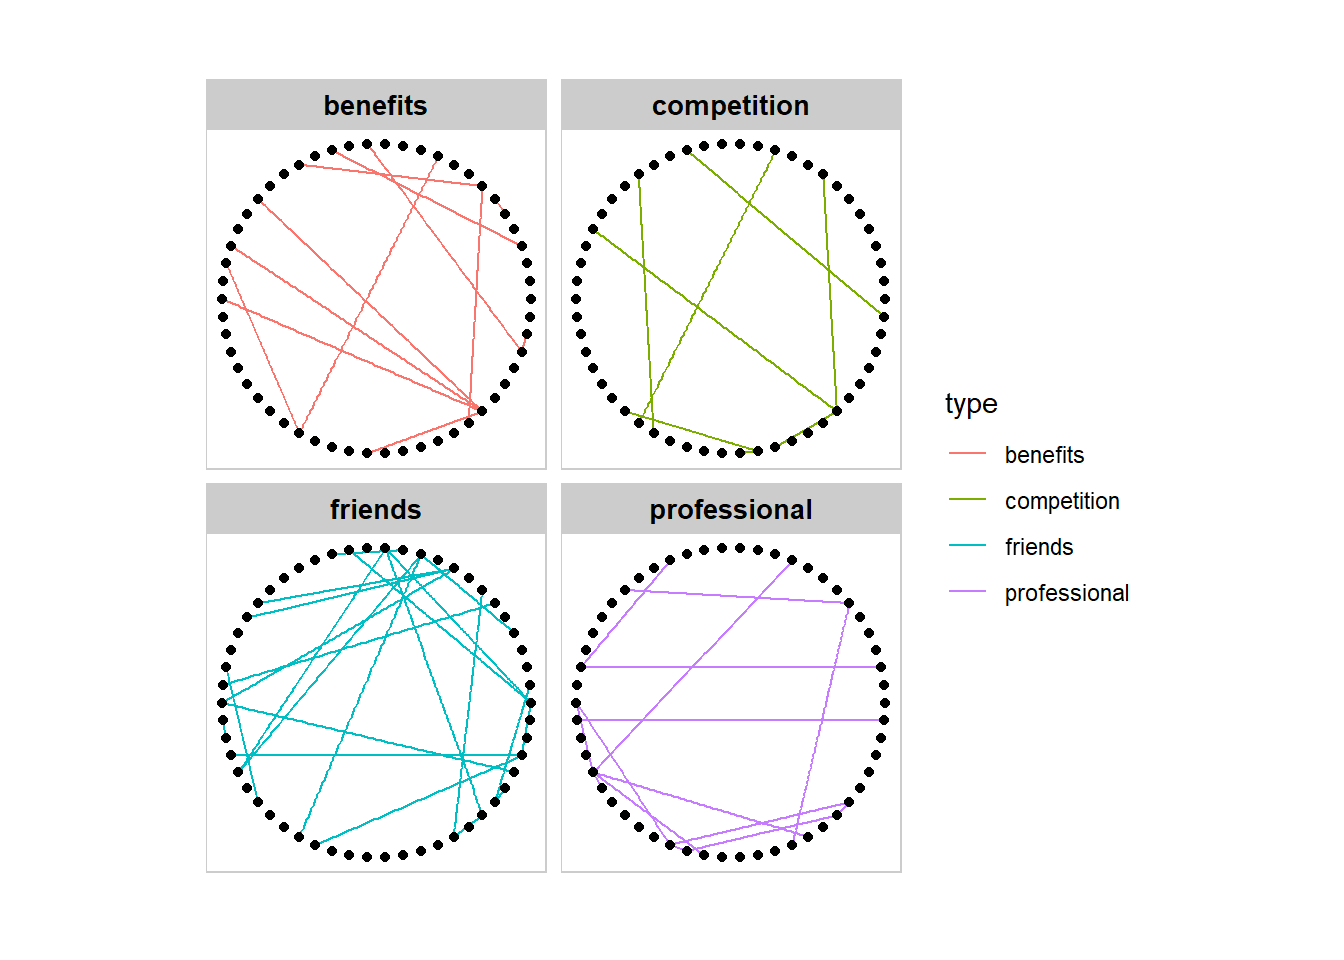 benefits
competition
friends
professional
type
benefits
competition
friends
professional